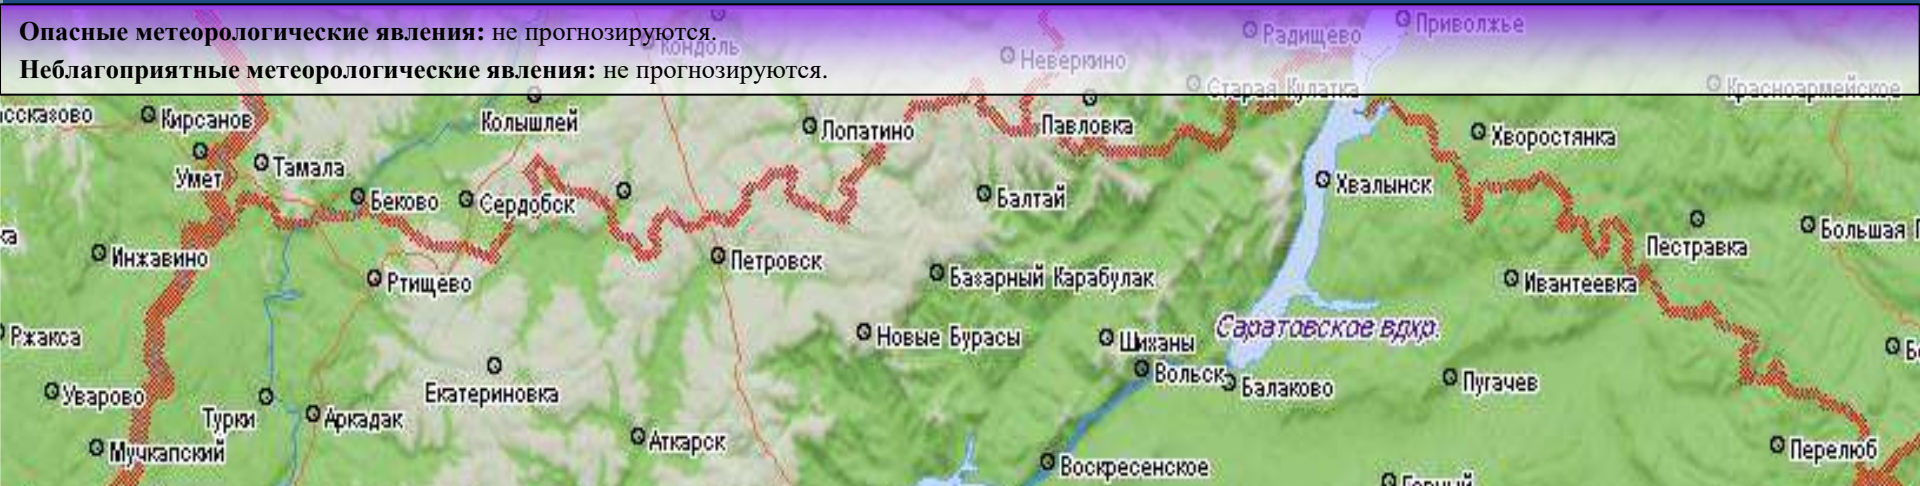 Опасные метеорологические явления: не прогнозируются.
Неблагоприятные метеорологические явления: не прогнозируются.
Приволжье
Радищево
Кондоль
Неверкино
Старая Кулатка
Красноармейское
Кирсанов
Колышлей
Лопатино
Павловка
Хворостянка
Умет
Тамала
Беково
Сердобск
Балтай
Хвалынск
Пестравка
Большая
Инжавино
Ртищево
Петровск
Базарный Карабулак
Ивантеевка
Ржакса
Новые Бурасы
Шиханы
Саратовское вдхр.
Уварово
Екатериновка
Вольск
Балаково
Пугачев
Турки
Аркадак
Аткарск
Мучкапский
Воскресенское
Перелюб